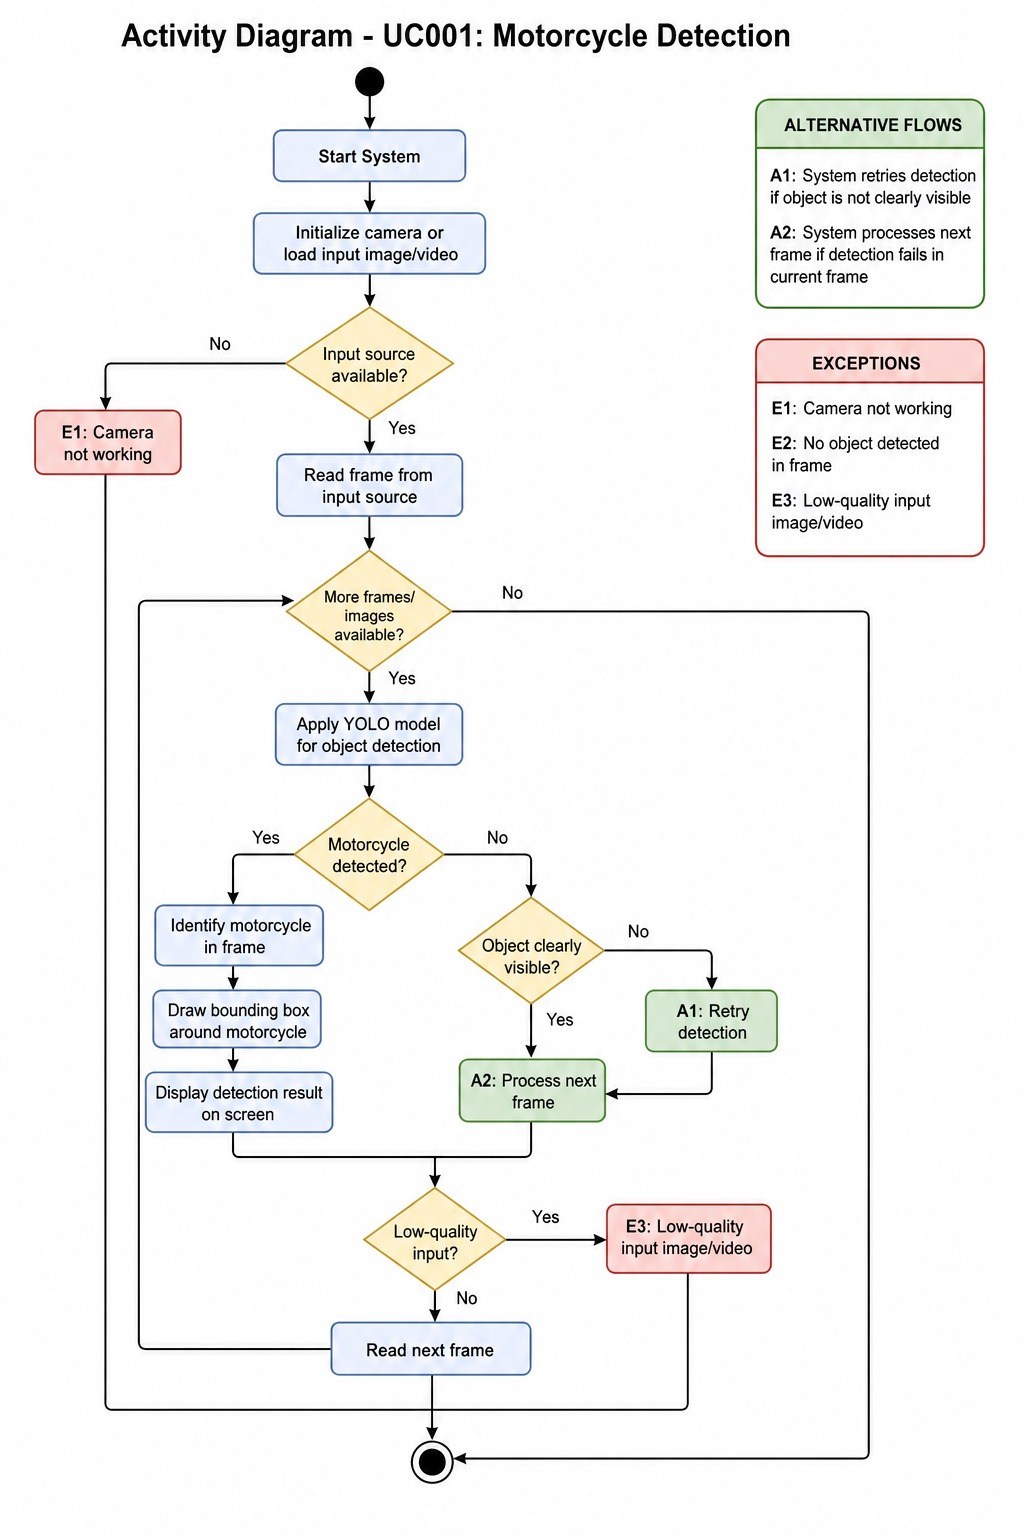 Activity Diagram - UC001: Motorcycle Detection
Start System
Initialize camera or
load input image/video
Input source
available?
No
Yes
E1: Camera
not working
Read frame from
input source
More frames/
images
available?
No
Yes
Apply YOLO model
for object detection
Motorcycle
detected?
Yes
No
Identify motorcycle
in frame
Draw bounding box
around motorcycle
Display detection result
on screen
Object clearly
visible?
No
Yes
A1: Retry
detection
A2: Process next
frame
Low-quality
input?
Yes
No
E3: Low-quality
input image/video
Read next frame
ALTERNATIVE FLOWS
A1: System retries detection
if object is not clearly visible
A2: System processes next
frame if detection fails in
current frame
EXCEPTIONS
E1: Camera not working
E2: No object detected
in frame
E3: Low-quality input
image/video